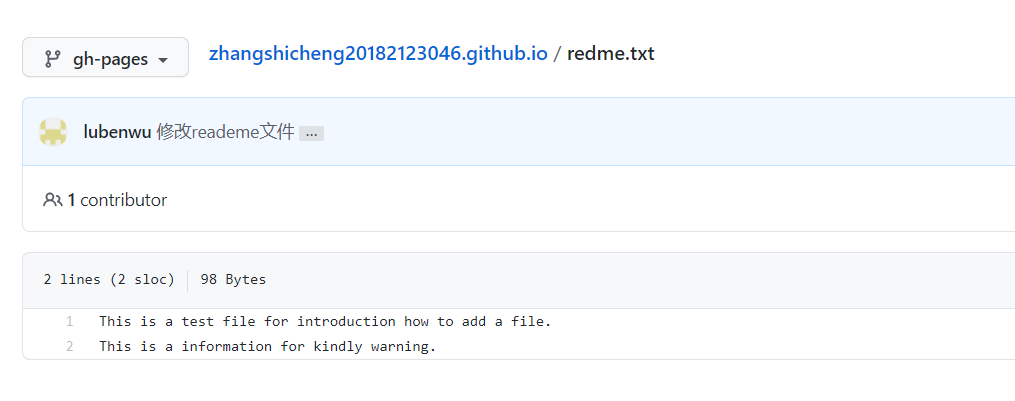 gh-pages zhangshicheng20182123046.github.io / redme.txt
lubenwu 修改reademe文件 ...
1 contributor
2 lines (2 sloc) 98 Bytes
1 This is a test file for introduction how to add a file.
2 This is a information for kindly warning.